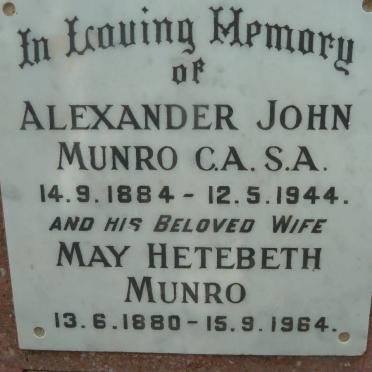 In Loving Memory
of
ALEXANDER JOHN
MUNRO C.A. S.A.
14.9.1884 - 12.5.1944.
AND HIS BELOVED WIFE
MAY HETEBETH
MUNRO
13.6.1880 - 15.9.1964.